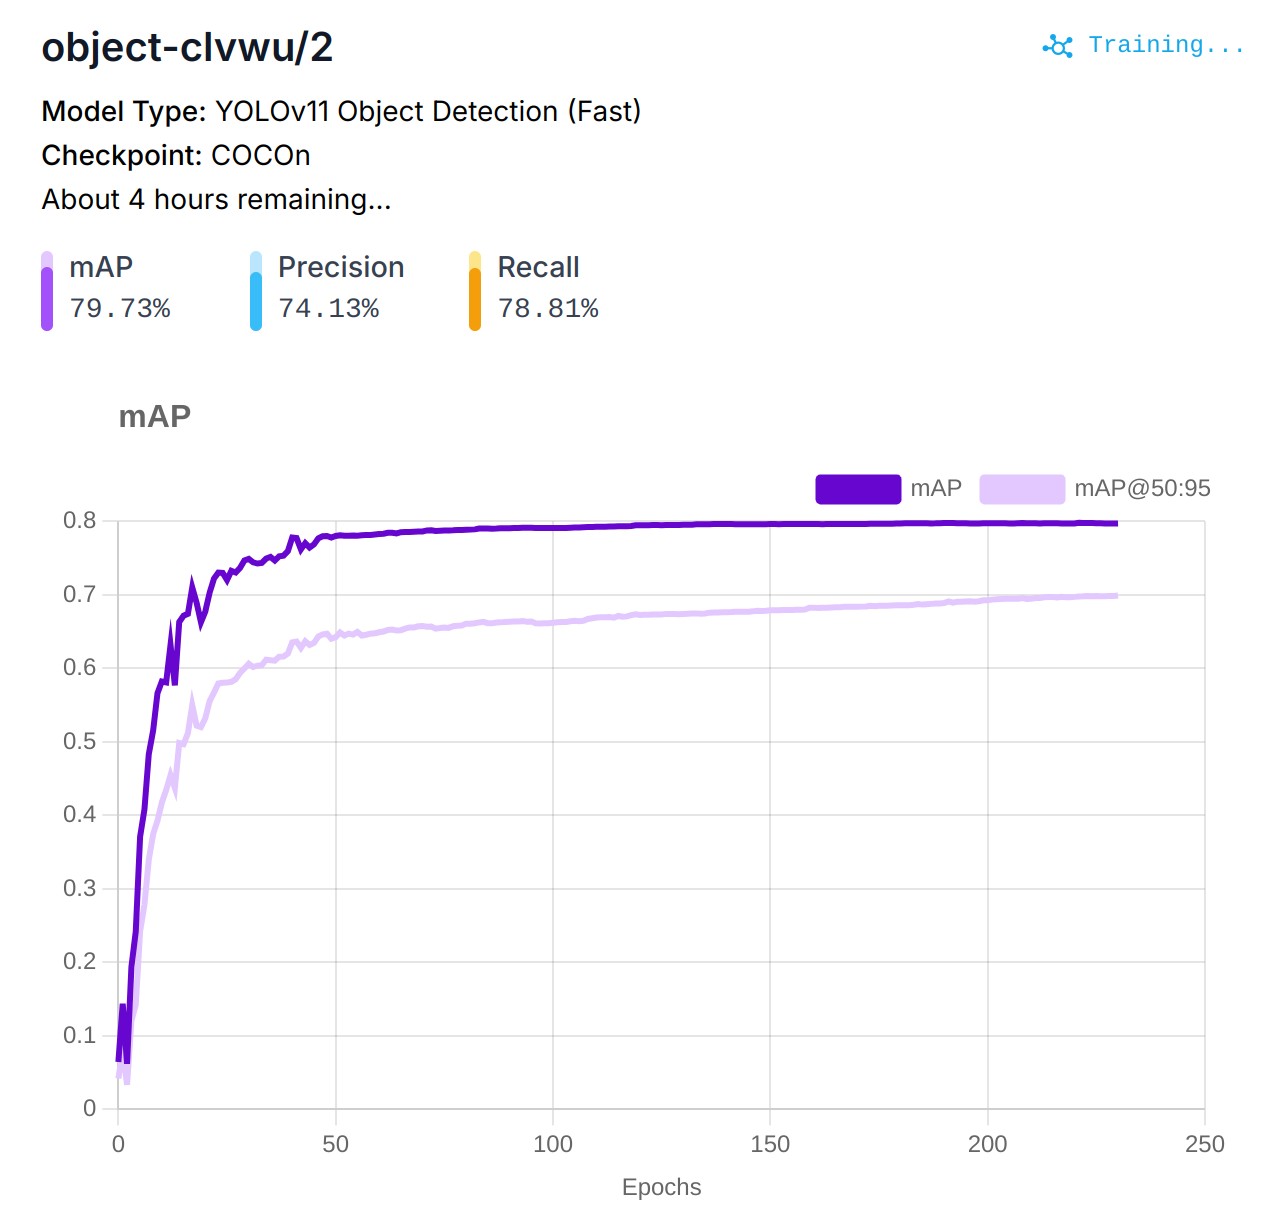 object-clvwu/2
Training...
Model Type: YOLOv11 Object Detection (Fast)
Checkpoint: COCOn
About 4 hours remaining...
mAP
79.73%
Precision
74.13%
Recall
78.81%
mAP
mAP
mAP@50:95
0.8
0.7
0.6
0.5
0.4
0.3
0.2
0.1
0
0
50
100
150
200
250
Epochs